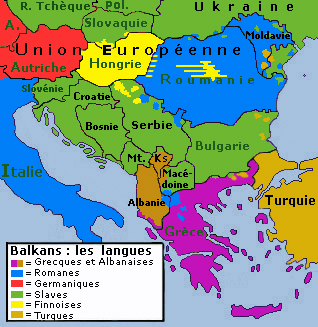 R. Tchèque
pol.
Ukraine
Slovaquie
A.
Moldavie
Union Européenne
Autriche
Hongrie
Roumanie
Slovénie
Croatie
Bosnie
Serbie
Bulgarie
Mt.
Ks.
Italie
Macé-
doine
Albanie
Turquie
Grèce
Balkans : les langues
= Grecques et Albanaises
= Romanes
= Germaniques
= Slaves
= Finnoises
= Turques